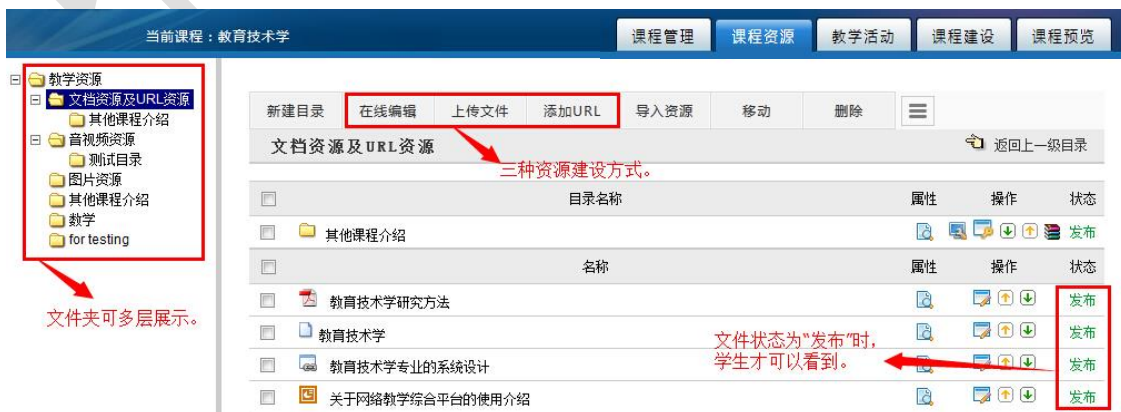 当前课程：教育技术学
课程管理
课程资源
教学活动
课程建设
课程预览
教学资源
文档资源及URL资源
其他课程介绍
音视频资源
测试目录
图片资源
其他课程介绍
数学
for testing
文件夹可多层展示。
新建目录
在线编辑
上传文件
添加URL
导入资源
移动
删除
文档资源及URL资源
返回上一级目录
三种资源建设方式。
目录名称 属性 操作 状态
其他课程介绍 发布
名称 属性 操作 状态
教育技术学研究方法 发布
教育技术学 发布
文件状态为“发布”时，
学生才可以看到。
教育技术学专业的系统设计 发布
关于网络教学综合平台的使用介绍 发布